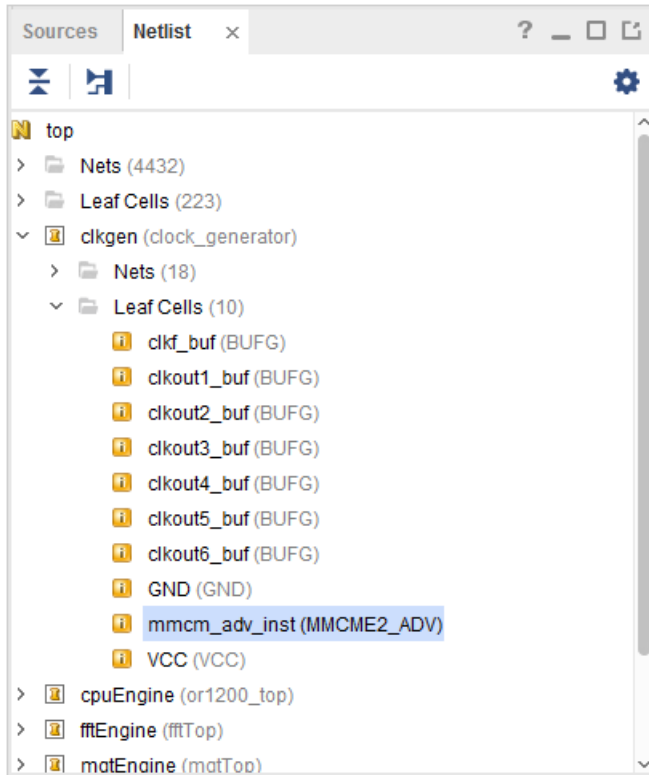 Sources Netlist ×
?
N top
Nets (4432)
Leaf Cells (223)
clkgen (clock_generator)
Nets (18)
Leaf Cells (10)
clkf_buf (BUFG)
clkout1_buf (BUFG)
clkout2_buf (BUFG)
clkout3_buf (BUFG)
clkout4_buf (BUFG)
clkout5_buf (BUFG)
clkout6_buf (BUFG)
GND (GND)
mmcm_adv_inst (MMCME2_ADV)
VCC (VCC)
cpuEngine (or1200_top)
fftEngine (fftTop)
mgtEngine (mgtTop)